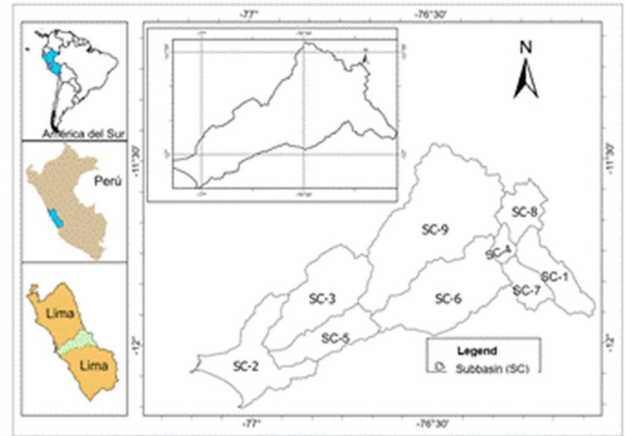 -77°
-76°30'
América del Sur
Perú
Lima
Lima
N
-11°30'
-11°30'
SC-8
SC-9
SC-4
SC-1
SC-7
SC-3
SC-6
SC-5
SC-2
-12°
-12°
Legend
Subbasin (SC)
-77°
-76°30'